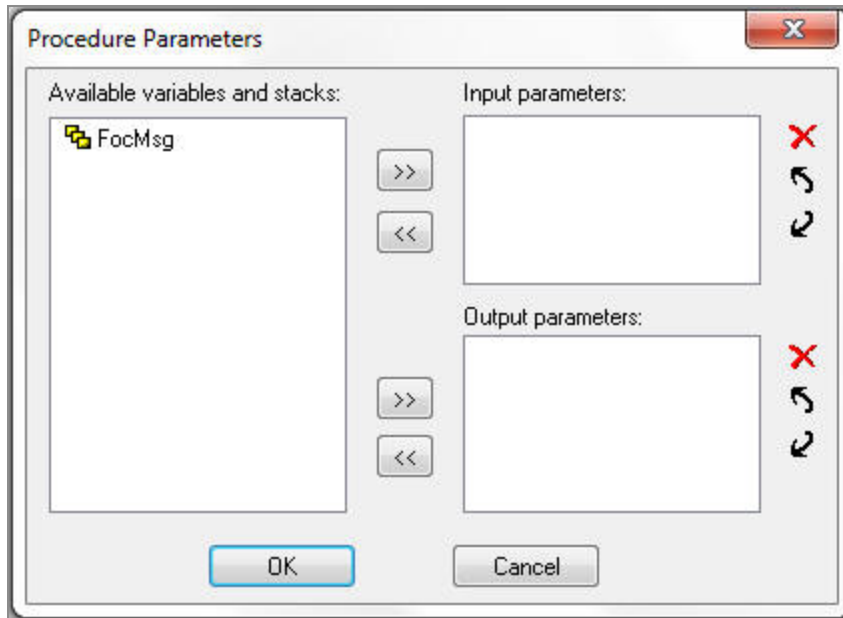 Procedure Parameters
Available variables and stacks:
FocMsg
>>
<<
>>
<<
Input parameters:
Output parameters:
OK
Cancel